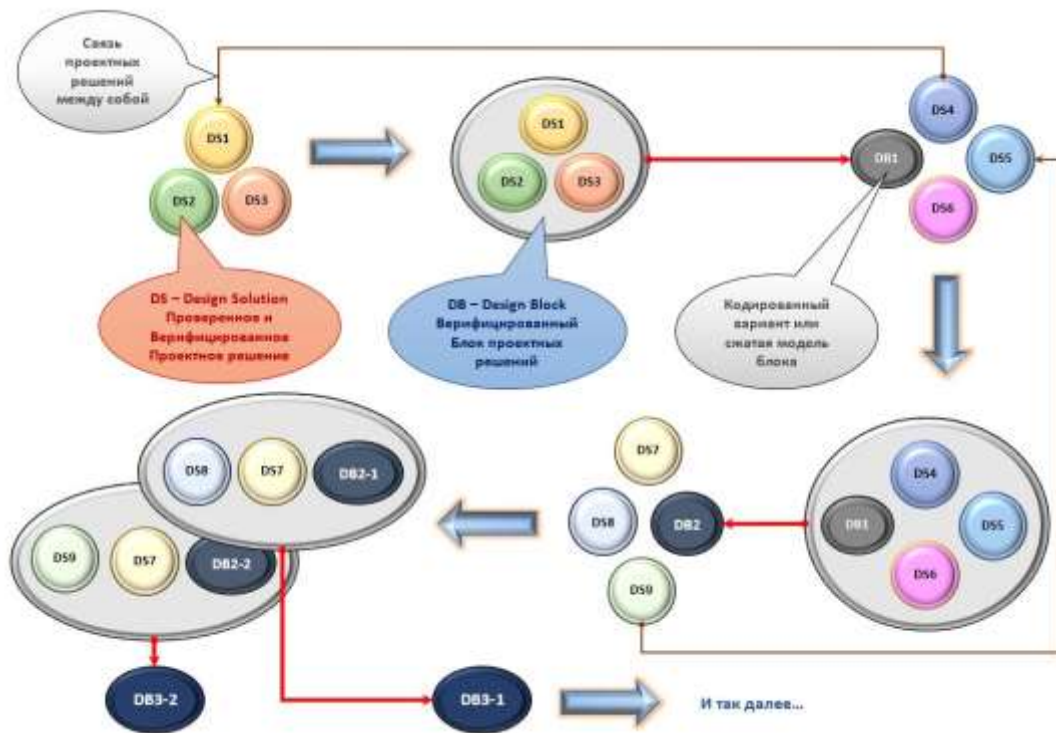 Связь
проектных
решений
между собой
DS1
DS2
DS3
DS1
DS2
DS3
DS4
DB1
DS5
DS6
DS – Design Solution
Проверенное и
Верифицированное
Проектное решение
DB – Design Block
Верифицированный
Блок проектных
решений
Кодированный
вариант или
сжатая модель
блока
DS8
DS7
DB2-1
DS9
DS7
DB2-2
DS7
DS8
DB2
DS9
DS4
DB1
DS5
DS6
DB3-2
DB3-1
И так далее...